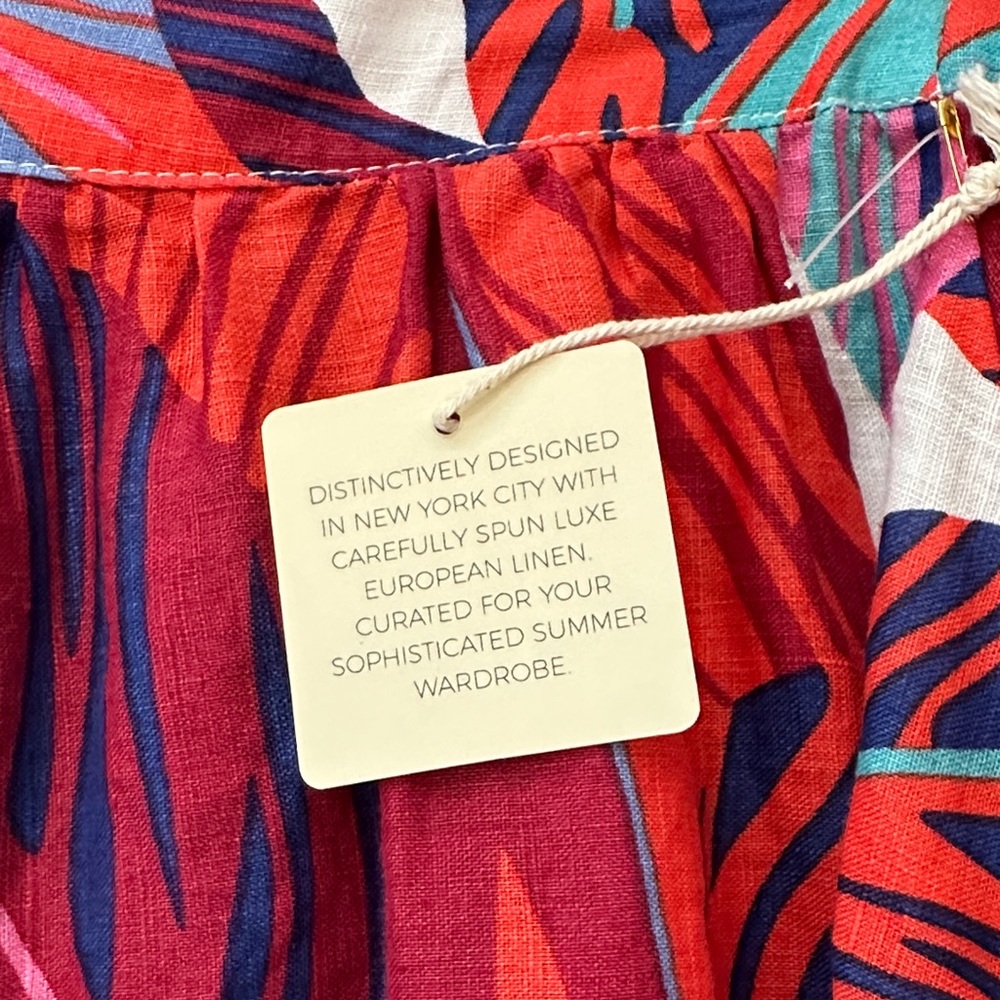 DISTINCTIVELY DESIGNED
IN NEW YORK CITY WITH
CAREFULLY SPUN LUXE
EUROPEAN LINEN.
CURATED FOR YOUR
SOPHISTICATED SUMMER
WARDROBE.